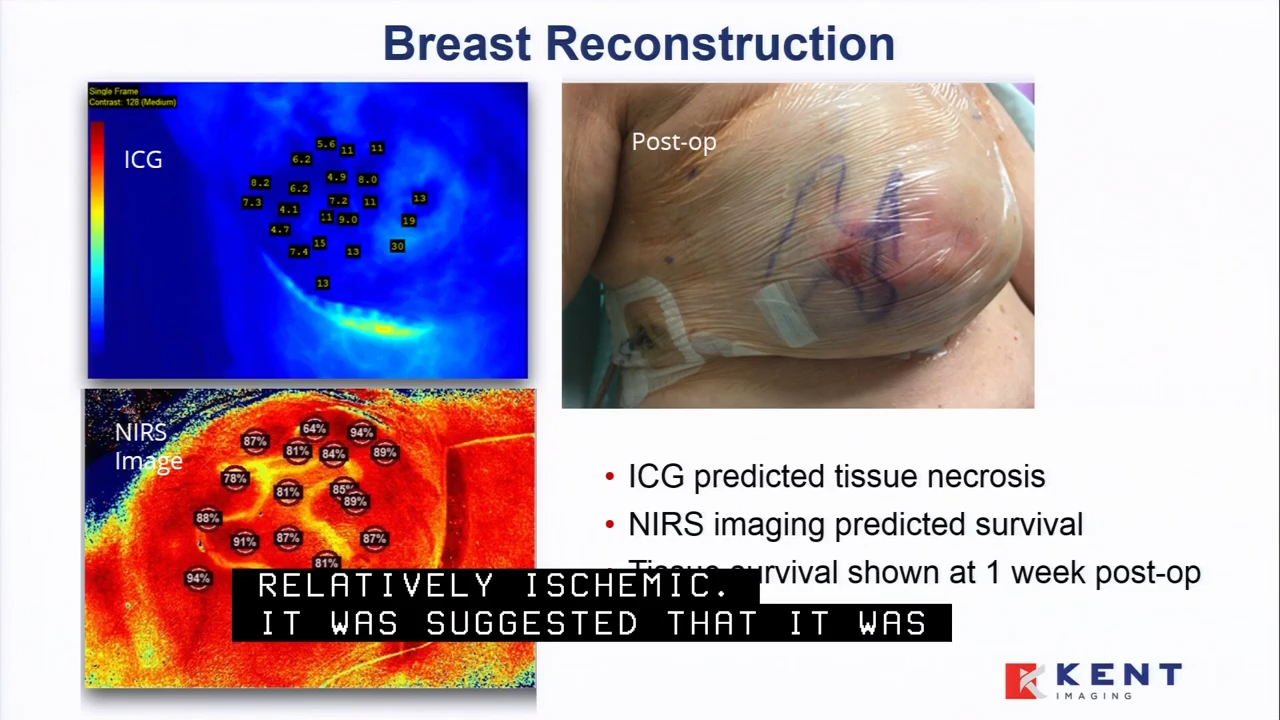 Breast Reconstruction
Single Frame
Contrast: 128 (Medium)
ICG
5.6
11
11
6.2
8.2
6.2
4.9
8.0
7.3
4.1
7.2
11
13
11
9.0
19
4.7
15
7.4
13
30
13
Post-op
NIRS
Image
64%
94%
87%
81%
84%
89%
78%
81%
85%
89%
88%
91%
87%
87%
81%
94%
• ICG predicted tissue necrosis
• NIRS imaging predicted survival
• Tissue survival shown at 1 week post-op
RELATIVELY ISCHEMIC.
IT WAS SUGGESTED THAT IT WAS
KENT
IMAGING